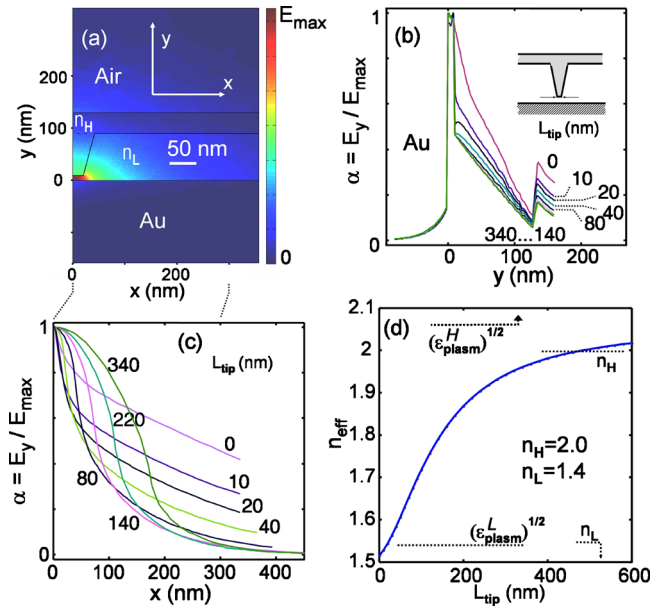 (a)
E_max
y
Air
x
n_H
n_L
50 nm
Au
y (nm)
200
100
0
0
200
x (nm)
0
(b)
1
α = E_y / E_max
Au
L_tip (nm)
0
10
20
40
80
340...140
0
0
100
200
y (nm)
(c)
1
L_tip (nm)
α = E_y / E_max
340
220
0
80
10
20
140
40
0
0
100
200
300
400
x (nm)
(d)
2.1
(ε^H_plasm)^1/2
2
n_H
1.9
n_eff
1.8
n_H=2.0
1.7
n_L=1.4
1.6
(ε^L_plasm)^1/2
n_L
1.5
0
200
400
600
L_tip (nm)